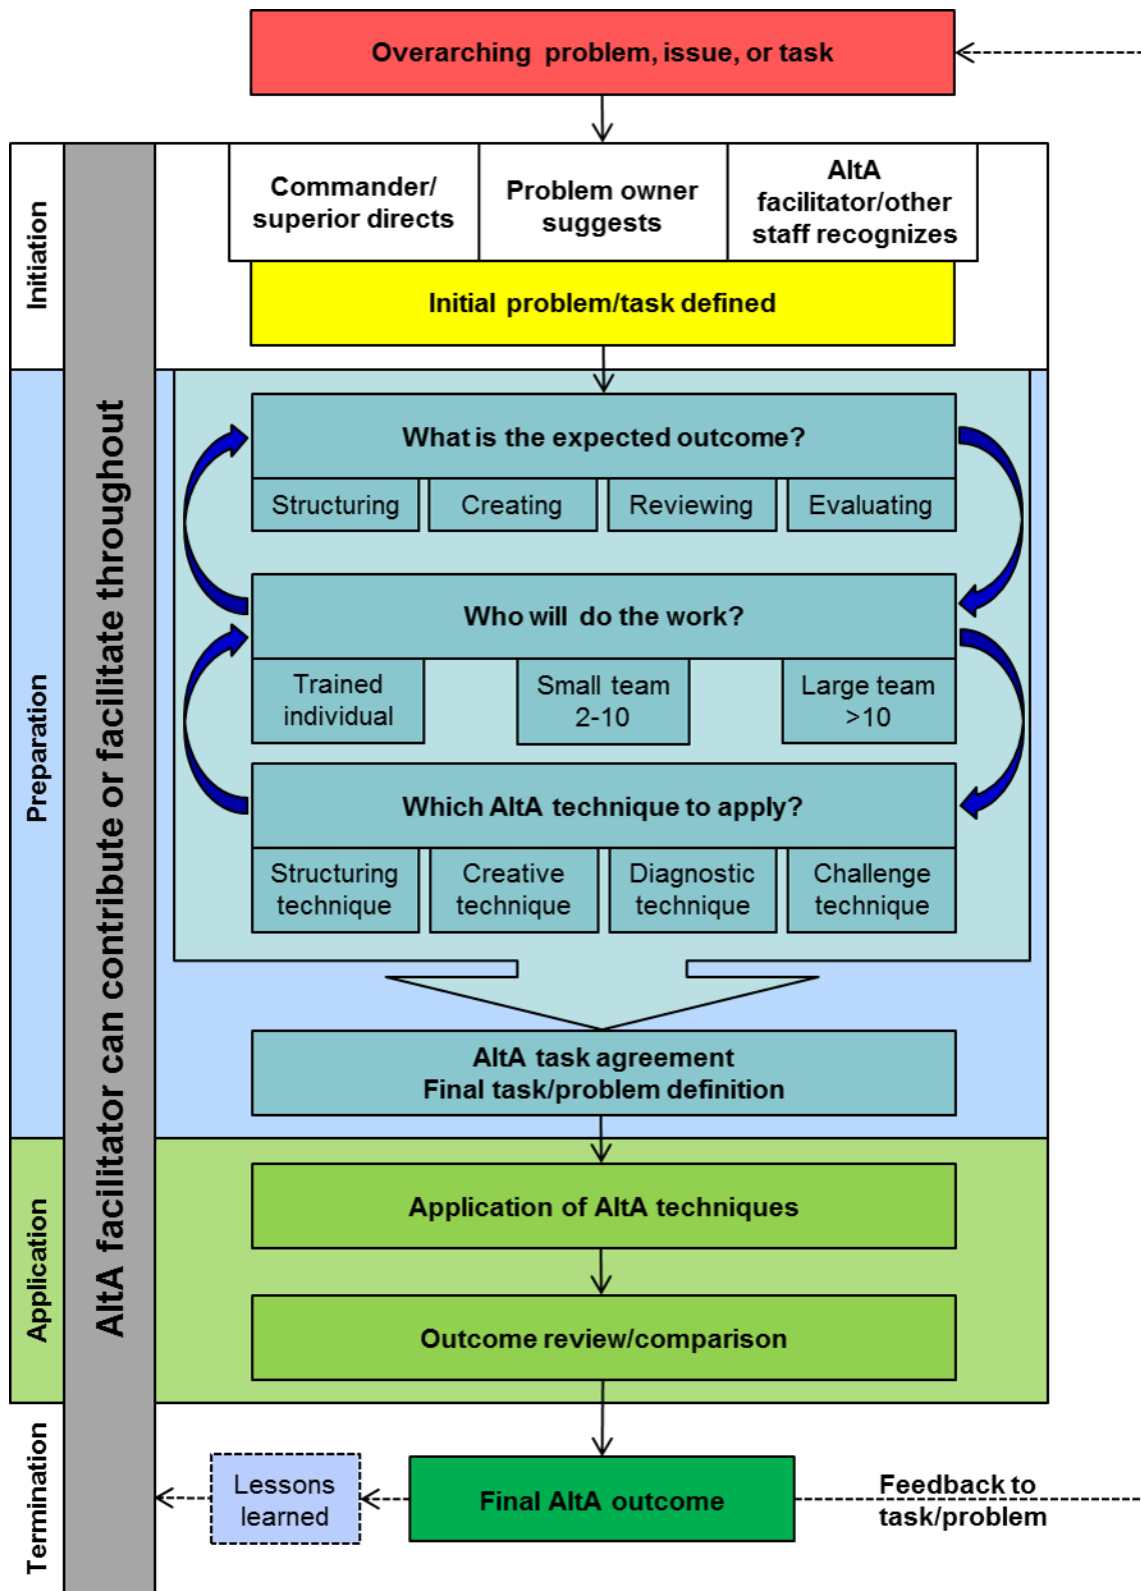 Overarching problem, issue, or task
Initiation
Commander/
superior directs
Problem owner
suggests
AltA
facilitator/other
staff recognizes
Initial problem/task defined
AltA facilitator can contribute or facilitate throughout
Preparation
What is the expected outcome?
Structuring
Creating
Reviewing
Evaluating
Who will do the work?
Trained
individual
Small team
2-10
Large team
>10
Which AltA technique to apply?
Structuring
technique
Creative
technique
Diagnostic
technique
Challenge
technique
AltA task agreement
Final task/problem definition
Application
Application of AltA techniques
Outcome review/comparison
Termination
Lessons
learned
Final AltA outcome
Feedback to
task/problem